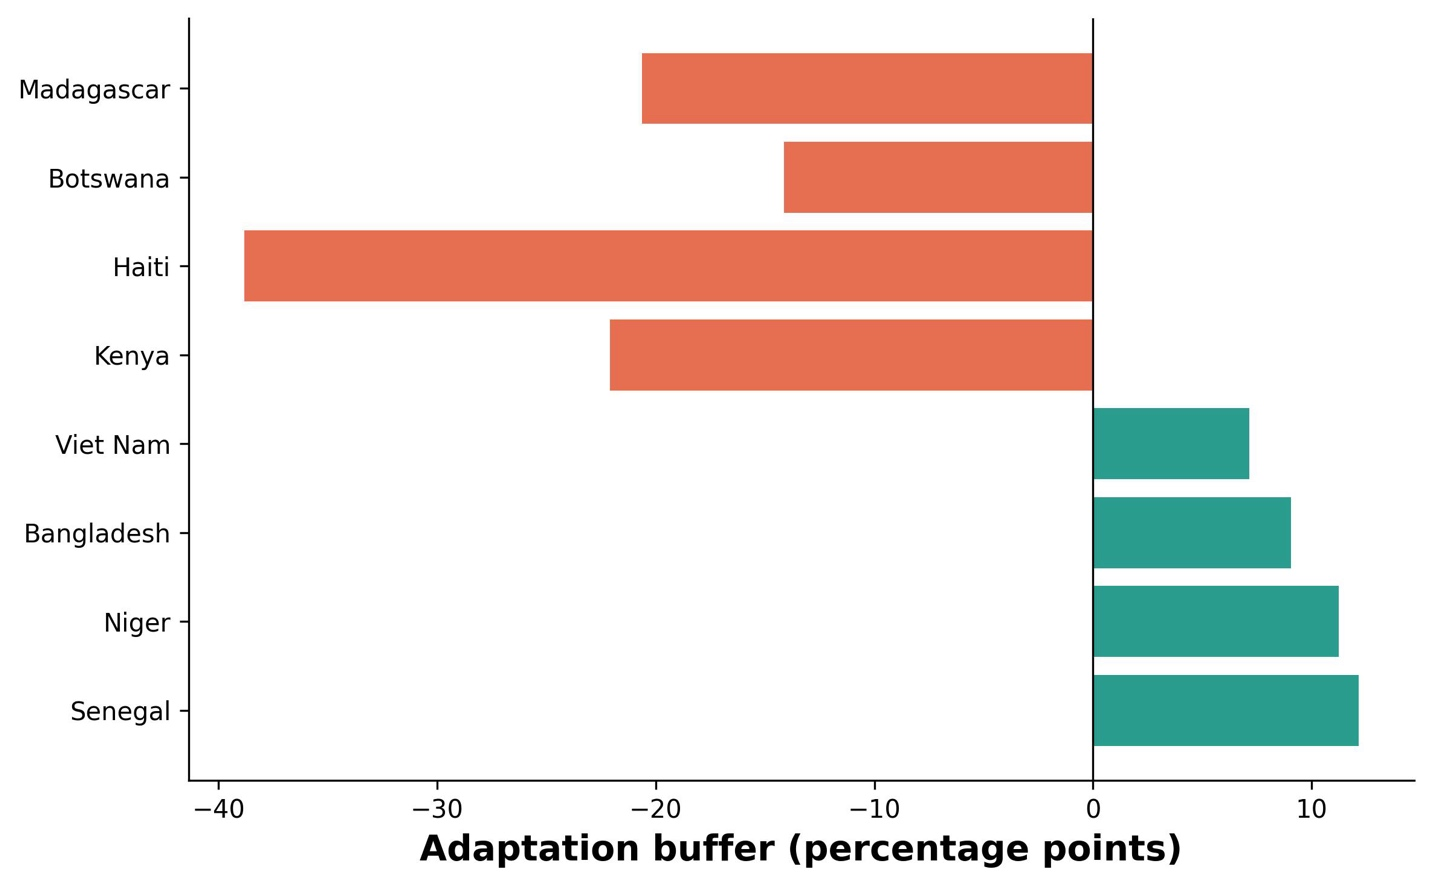 Madagascar
Botswana
Haiti
Kenya
Viet Nam
Bangladesh
Niger
Senegal
−40 −30 −20 −10 0 10
Adaptation buffer (percentage points)